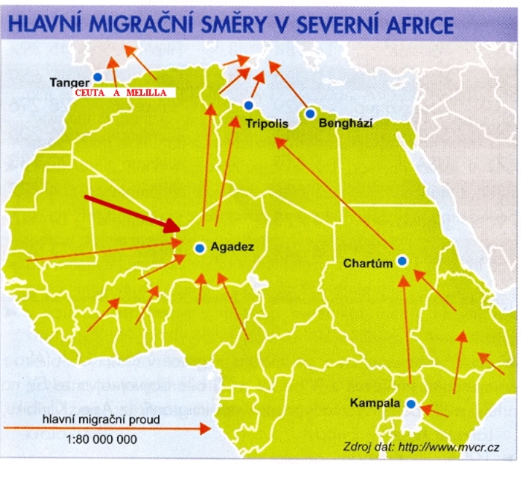 HLAVNÍ MIGRAČNÍ SMĚRY V SEVERNÍ AFRICE
Tanger
CEUTA A MELILLA
Tripolis
Benghází
Agadez
Chartúm
Kampala
hlavní migrační proud
1:80 000 000
Zdroj dat: http://www.mvcr.cz